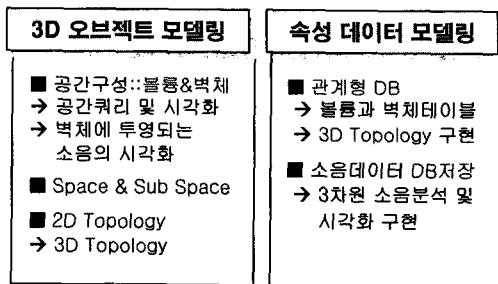 3D 오브젝트 모델링
■ 공간구성::볼륨&벽체
→ 공간쿼리 및 시각화
→ 벽체에 투영되는
소음의 시각화
■ Space & Sub Space
■ 2D Topology
→ 3D Topology
속성 데이터 모델링
■ 관계형 DB
→ 볼륨과 벽체테이블
→ 3D Topology 구현
■ 소음데이터 DB저장
→ 3차원 소음분석 및
시각화 구현